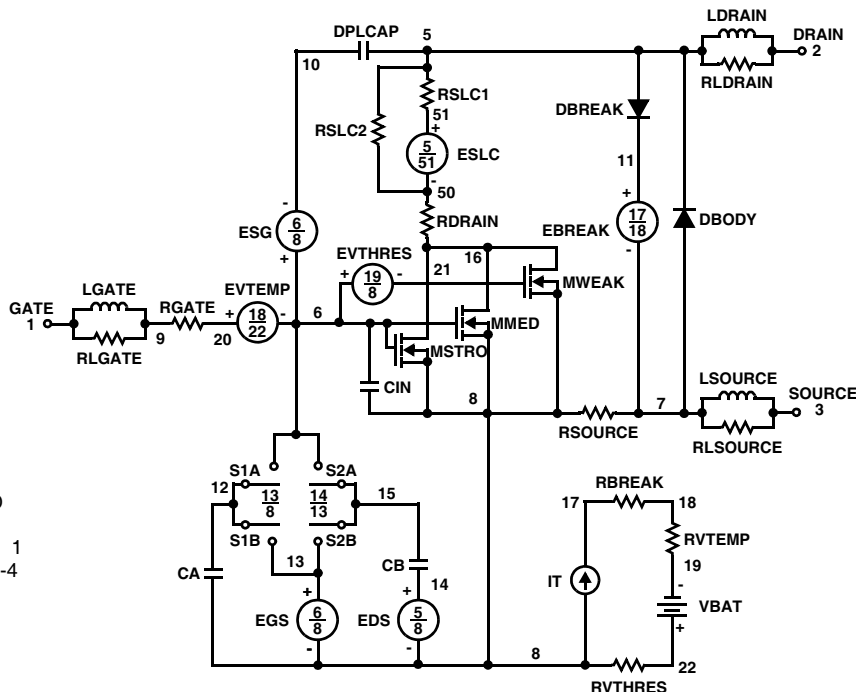 LDRAIN
DPLCAP 5 DRAIN
2
10
RLDRAIN
RSLC1
51
DBREAK
RSLC2
+
5
51
ESLC
-
50
11
-
+
6
8
ESG
+
RDRAIN
17
18
EBREAK
-
DBODY
EVTHRES
16
21
+
19
8
-
MWEAK
LGATE
EVTEMP
GATE
1
RGATE
+
18
22
-
6
MMED
9
20
RLGATE
MSTRO
CIN
LSOURCE
8
7
SOURCE
3
RSOURCE
RLSOURCE
S1A
S2A
12
13
8
14
13
15
RBREAK
17
18
S1B
S2B
RVTEMP
13
CB
19
1
-4
CA
14
IT
-
+
+
VBAT
EGS
6
8
EDS
5
8
+
-
-
8
22
RVTHRES